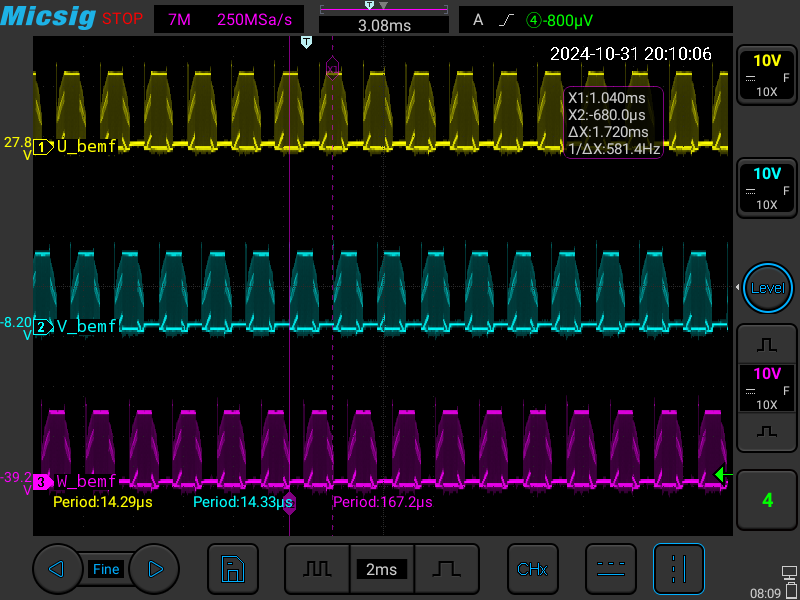 Micsig STOP 7M 250MSa/s T 3.08ms A ④-800μV
T
2024-10-31 20:10:06
10V
F
10X
X1:1.040ms
X2:-680.0μs
ΔX:1.720ms
1/ΔX:581.4Hz
27.8
V
1 U_bemf
10V
F
10X
Level
-8.20
V
2 V_bemf
10V
F
10X
-39.2
V
3 W_bemf
Period:14.29μs Period:14.33μs Period:167.2μs
4
Fine 2ms CHx
08:09